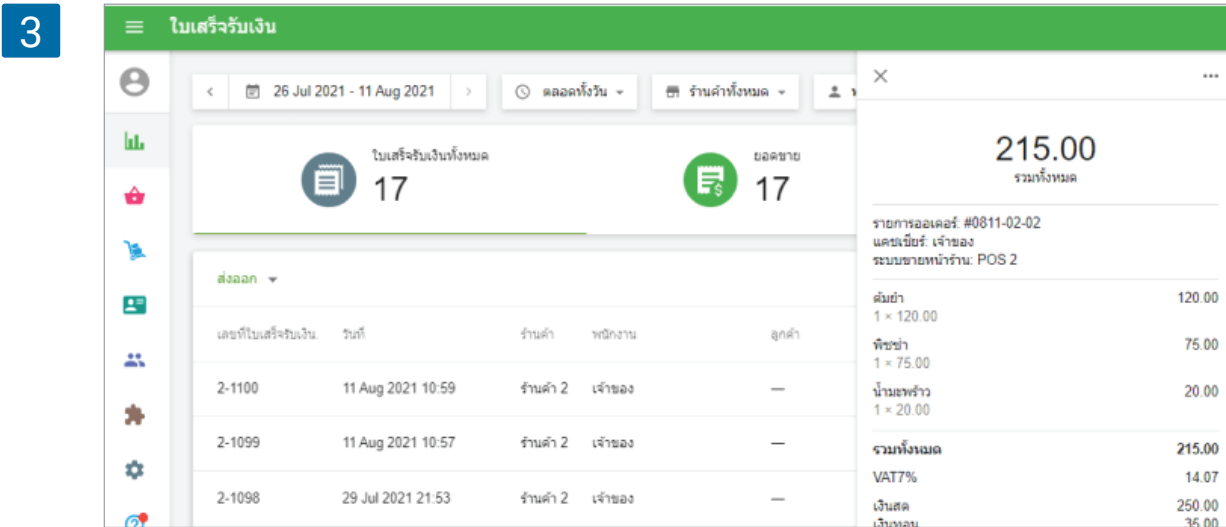 3
ใบเสร็จรับเงิน
26 Jul 2021 - 11 Aug 2021
ตลอดทั้งวัน
ร้านค้าทั้งหมด
ใบเสร็จรับเงินทั้งหมด
17
ยอดขาย
17
ส่งออก
เลขที่ใบเสร็จรับเงิน. วันที่ ร้านค้า พนักงาน ลูกค้า
2-1100 11 Aug 2021 10:59 ร้านค้า 2 เจ้าของ —
2-1099 11 Aug 2021 10:57 ร้านค้า 2 เจ้าของ —
2-1098 29 Jul 2021 21:53 ร้านค้า 2 เจ้าของ —
215.00
รวมทั้งหมด
รายการออเดอร์: #0811-02-02
แคชเชียร์: เจ้าของ
ระบบขายหน้าร้าน: POS 2
ต้มยำ 120.00
1 × 120.00
พิซซ่า 75.00
1 × 75.00
น้ำมะพร้าว 20.00
1 × 20.00
รวมทั้งหมด 215.00
VAT7% 14.07
เงินสด 250.00
เงินทอน 35.00